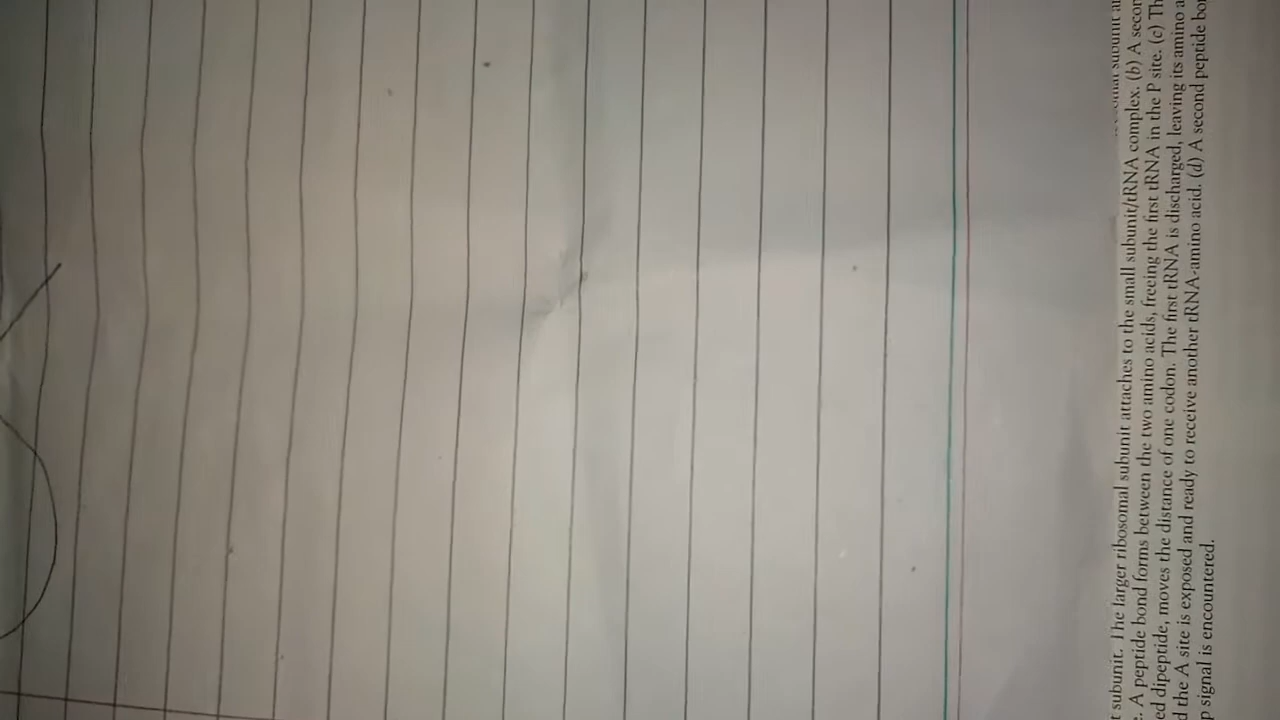 subunit. The larger ribosomal subunit attaches to the small subunit/tRNA complex. (b) A secon
. A peptide bond forms between the two amino acids, freeing the first tRNA in the P site. (c) Th
ed dipeptide, moves the distance of one codon. The first tRNA is discharged, leaving its amino a
d the A site is exposed and ready to receive another tRNA-amino acid. (d) A second peptide bo
p signal is encountered.